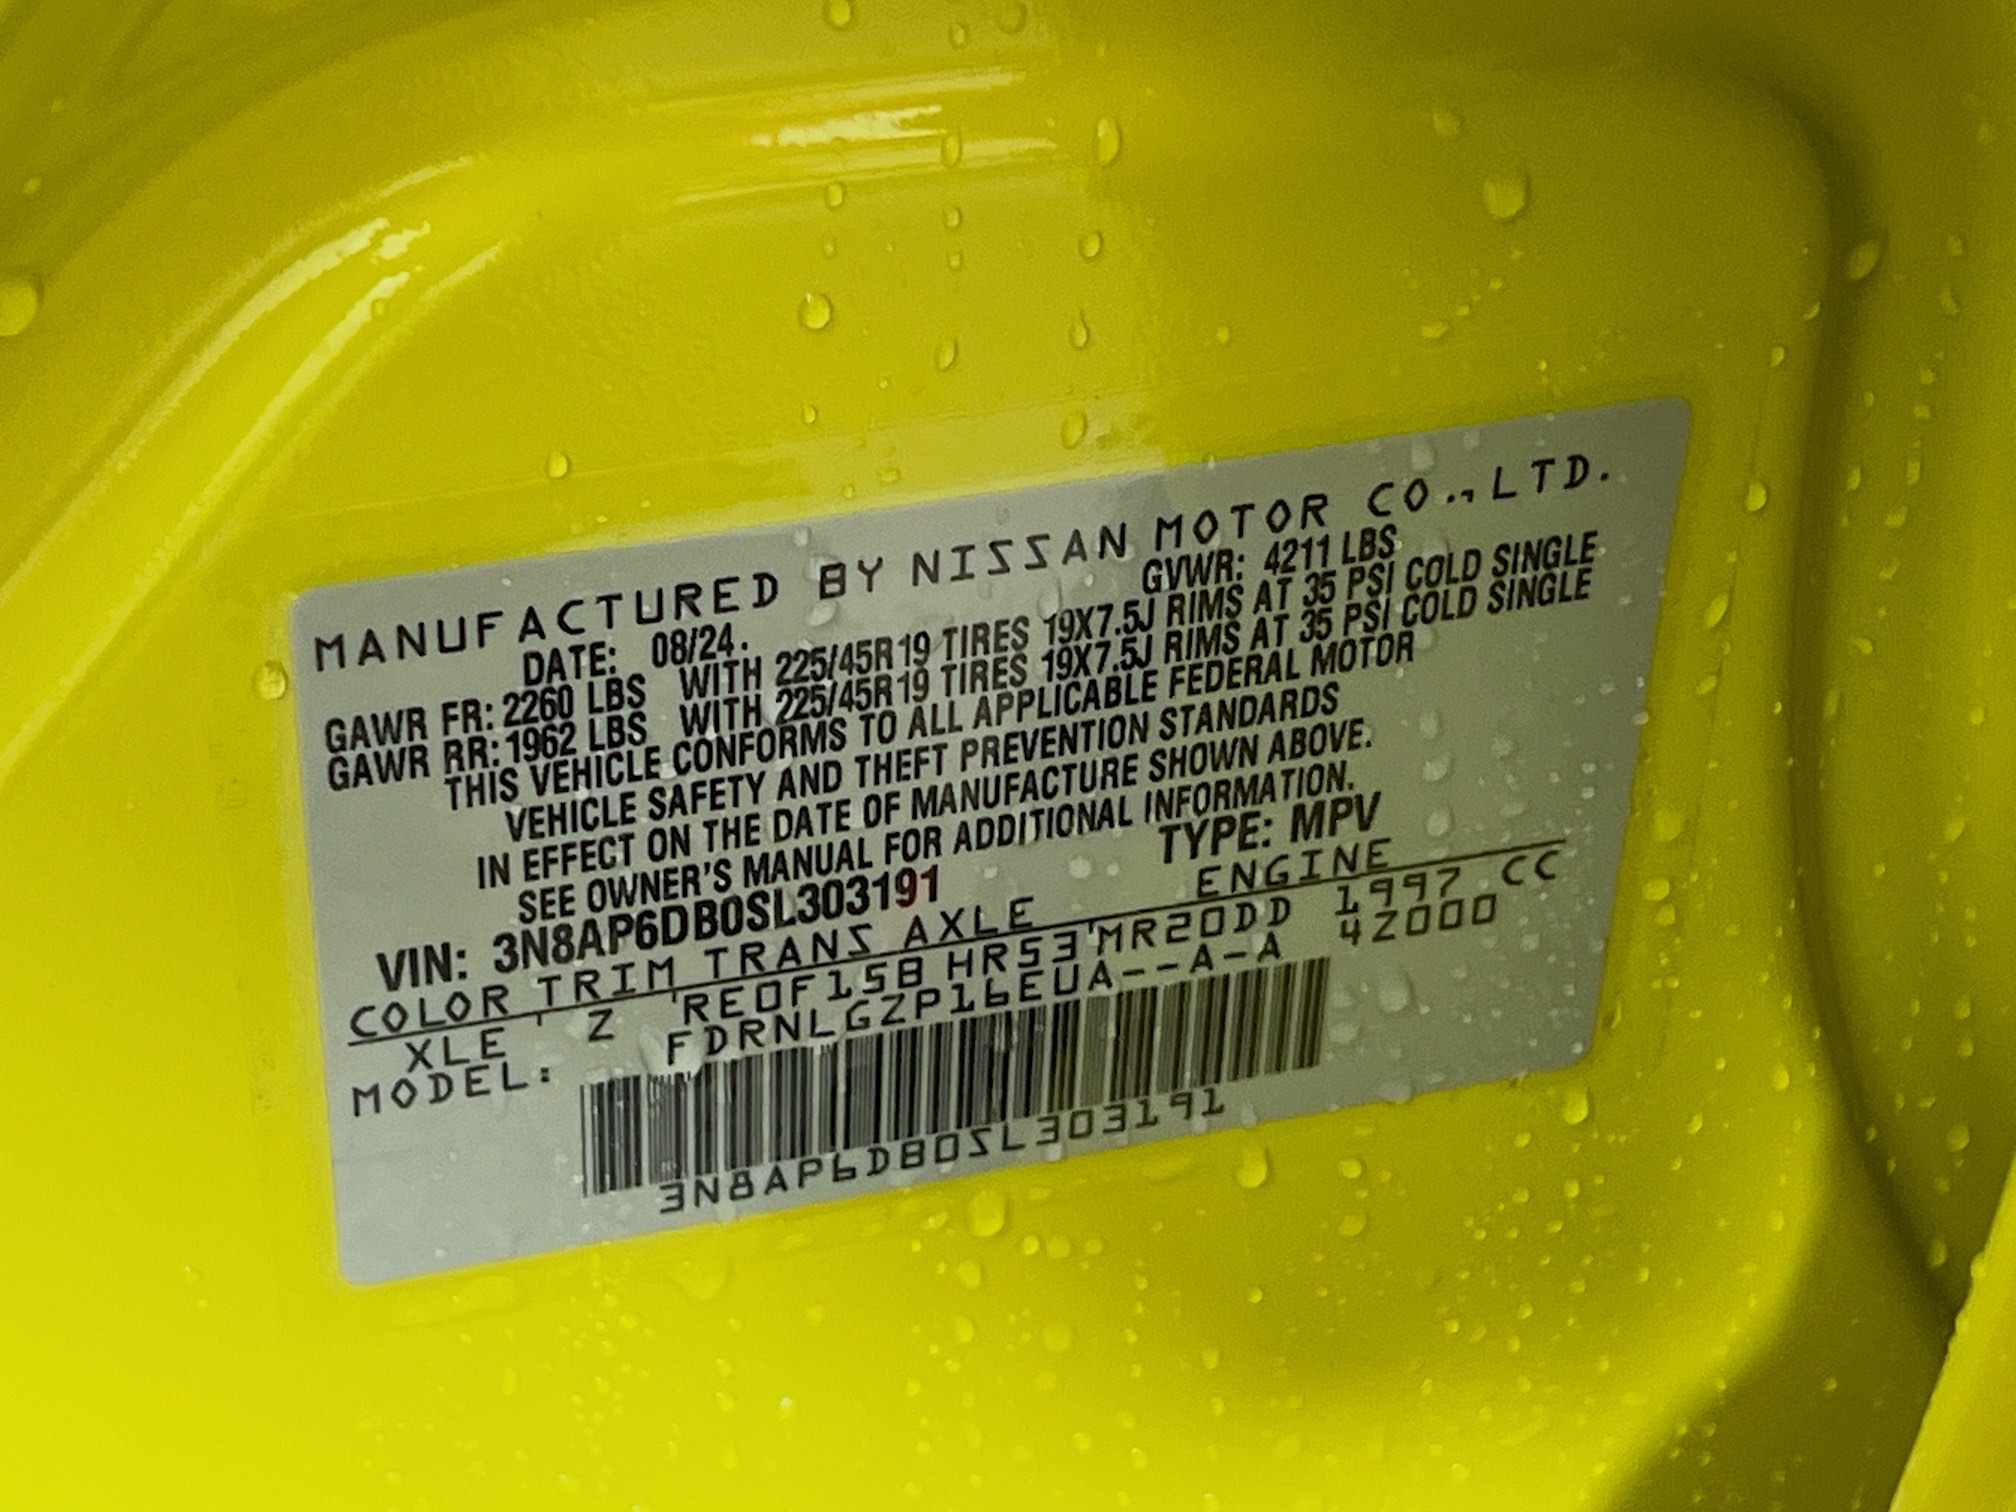 MANUFACTURED BY NISSAN MOTOR CO., LTD.
DATE: 08/24. GVWR: 4211 LBS
GAWR FR: 2260 LBS WITH 225/45R19 TIRES 19X7.5J RIMS AT 35 PSI COLD SINGLE
GAWR RR: 1962 LBS WITH 225/45R19 TIRES 19X7.5J RIMS AT 35 PSI COLD SINGLE
THIS VEHICLE CONFORMS TO ALL APPLICABLE FEDERAL MOTOR
VEHICLE SAFETY AND THEFT PREVENTION STANDARDS
IN EFFECT ON THE DATE OF MANUFACTURE SHOWN ABOVE.
SEE OWNER'S MANUAL FOR ADDITIONAL INFORMATION.
VIN: 3N8AP6DB0SL303191 TYPE: MPV
COLOR TRIM TRANS AXLE ENGINE
XLE ' Z 'RE0F15B HR53'MR20DD 1997 CC
MODEL: FDRNLGZP16EUA--A-A 4Z000
3N8AP6DB0SL303191